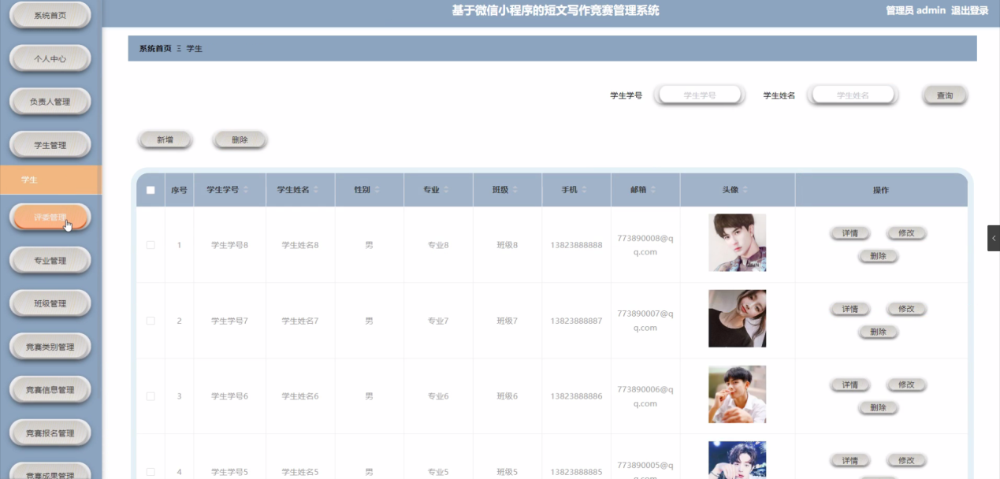 基于微信小程序的短文写作竞赛管理系统
管理员 admin 退出登录
系统首页
个人中心
负责人管理
学生管理
学生
评委管理
专业管理
班级管理
竞赛类别管理
竞赛信息管理
竞赛报名管理
竞赛成果管理
系统首页 Ξ 学生
学生学号 学生学号 学生姓名 学生姓名 查询
新增 删除
序号 学生学号 学生姓名 性别 专业 班级 手机 邮箱 头像 操作
1 学生学号8 学生姓名8 男 专业8 班级8 13823888888 773890008@q
q.com
详情 修改
删除
2 学生学号7 学生姓名7 男 专业7 班级7 13823888887 773890007@q
q.com
详情 修改
删除
3 学生学号6 学生姓名6 男 专业6 班级6 13823888886 773890006@q
q.com
详情 修改
删除
4 学生学号5 学生姓名5 男 专业5 班级5 13823888885 773890005@q
q.com
详情 修改